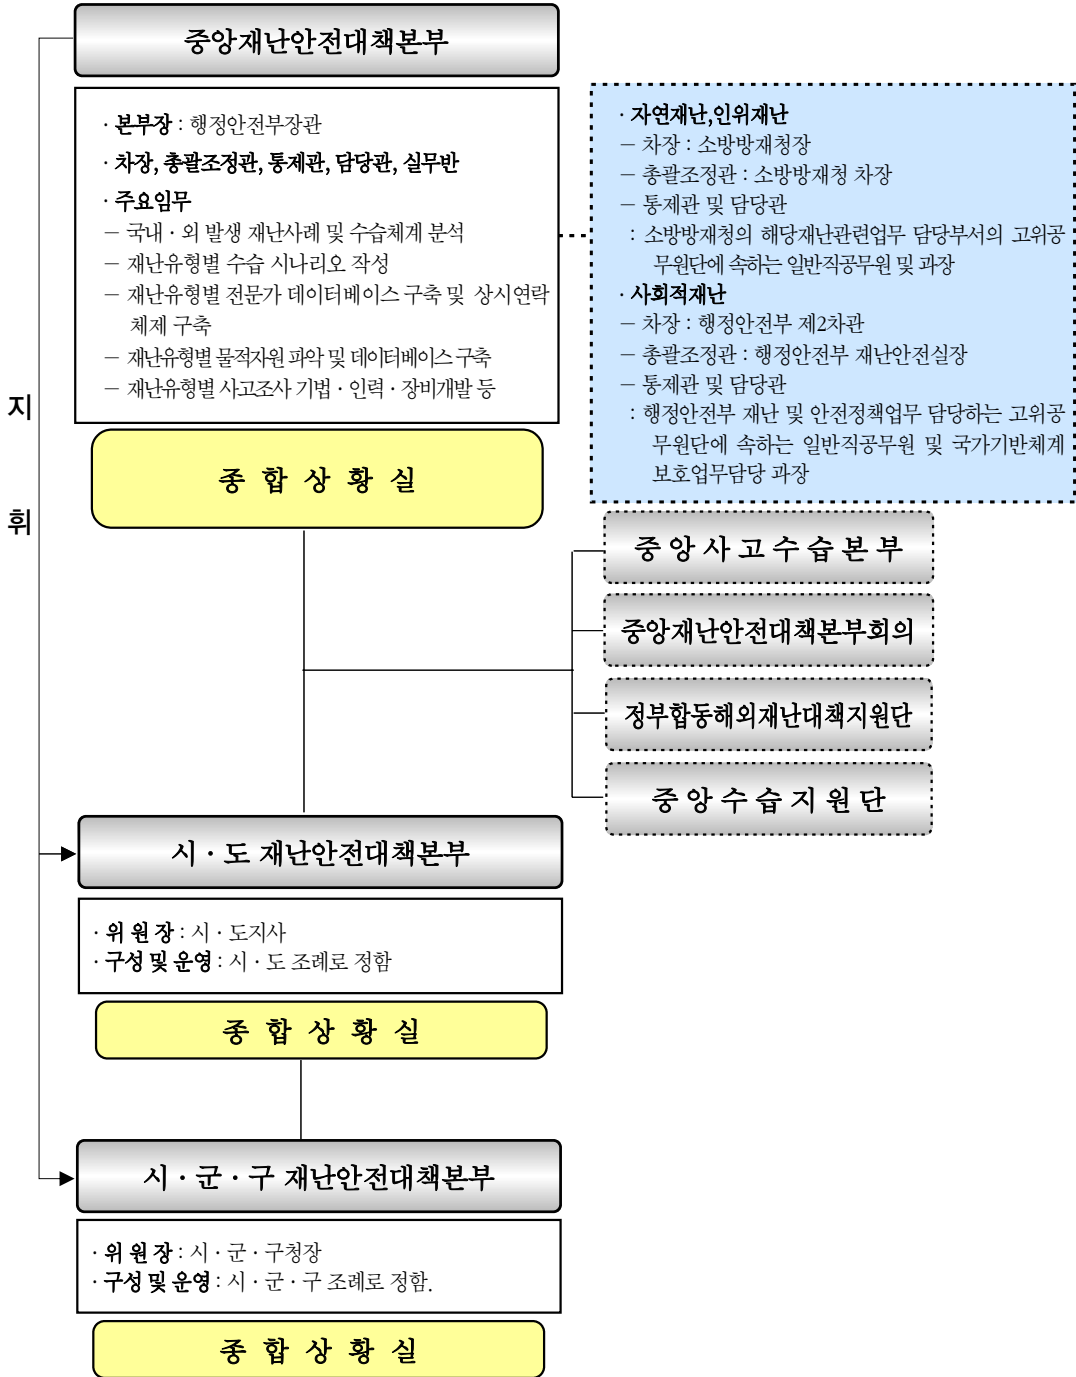 중앙재난안전대책본부
· 본부장 : 행정안전부장관
· 차장, 총괄조정관, 통제관, 담당관, 실무반
· 주요임무
－ 국내 · 외 발생 재난사례 및 수습체계 분석
－ 재난유형별 수습 시나리오 작성
－ 재난유형별 전문가 데이터베이스 구축 및 상시연락
체제 구축
－ 재난유형별 물적자원 파악 및 데이터베이스 구축
－ 재난유형별 사고조사 기법 · 인력 · 장비개발 등
종 합 상 황 실
· 자연재난,인위재난
－ 차장 : 소방방재청장
－ 총괄조정관 : 소방방재청 차장
－ 통제관 및 담당관
: 소방방재청의 해당재난관련업무 담당부서의 고위공
무원단에 속하는 일반직공무원 및 과장
· 사회적재난
－ 차장 : 행정안전부 제2차관
－ 총괄조정관 : 행정안전부 재난안전실장
－ 통제관 및 담당관
: 행정안전부 재난 및 안전정책업무 담당하는 고위공
무원단에 속하는 일반직공무원 및 국가기반체계
보호업무담당 과장
지
휘
중 앙 사 고 수 습 본 부
중앙재난안전대책본부회의
정부합동해외재난대책지원단
중 앙 수 습 지 원 단
시 · 도 재난안전대책본부
· 위 원 장 : 시 · 도지사
· 구성 및 운영 : 시 · 도 조례로 정함
종 합 상 황 실
시 · 군 · 구 재난안전대책본부
· 위 원 장 : 시 · 군 · 구청장
· 구성 및 운영 : 시 · 군 · 구 조례로 정함.
종 합 상 황 실